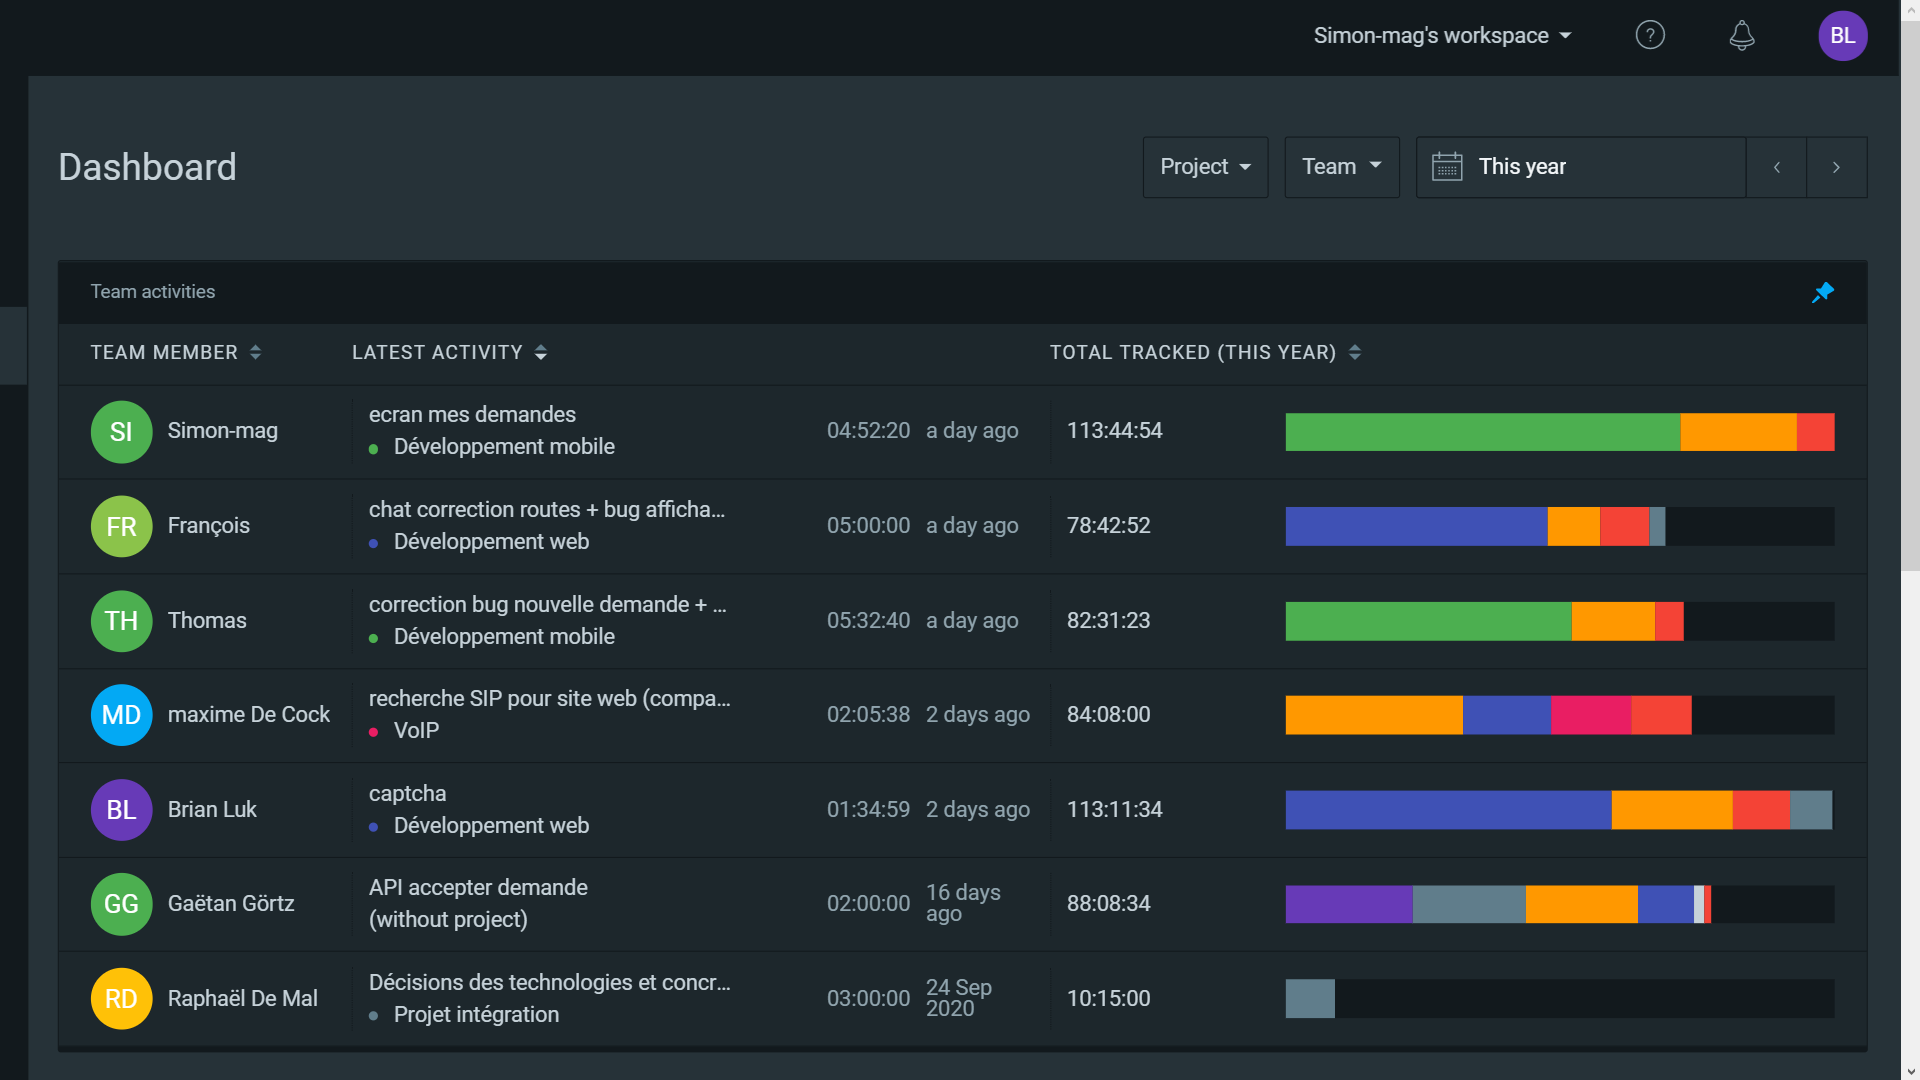 Simon-mag's workspace
?
BL
Dashboard
Project
Team
This year
Team activities
TEAM MEMBER
LATEST ACTIVITY
TOTAL TRACKED (THIS YEAR)
SI
Simon-mag
ecran mes demandes
Développement mobile
04:52:20
a day ago
113:44:54
FR
François
chat correction routes + bug afficha...
Développement web
05:00:00
a day ago
78:42:52
TH
Thomas
correction bug nouvelle demande + ...
Développement mobile
05:32:40
a day ago
82:31:23
MD
maxime De Cock
recherche SIP pour site web (compa...
VoIP
02:05:38
2 days ago
84:08:00
BL
Brian Luk
captcha
Développement web
01:34:59
2 days ago
113:11:34
GG
Gaëtan Görtz
API accepter demande
(without project)
02:00:00
16 days
ago
88:08:34
RD
Raphaël De Mal
Décisions des technologies et concr...
Projet intégration
03:00:00
24 Sep
2020
10:15:00